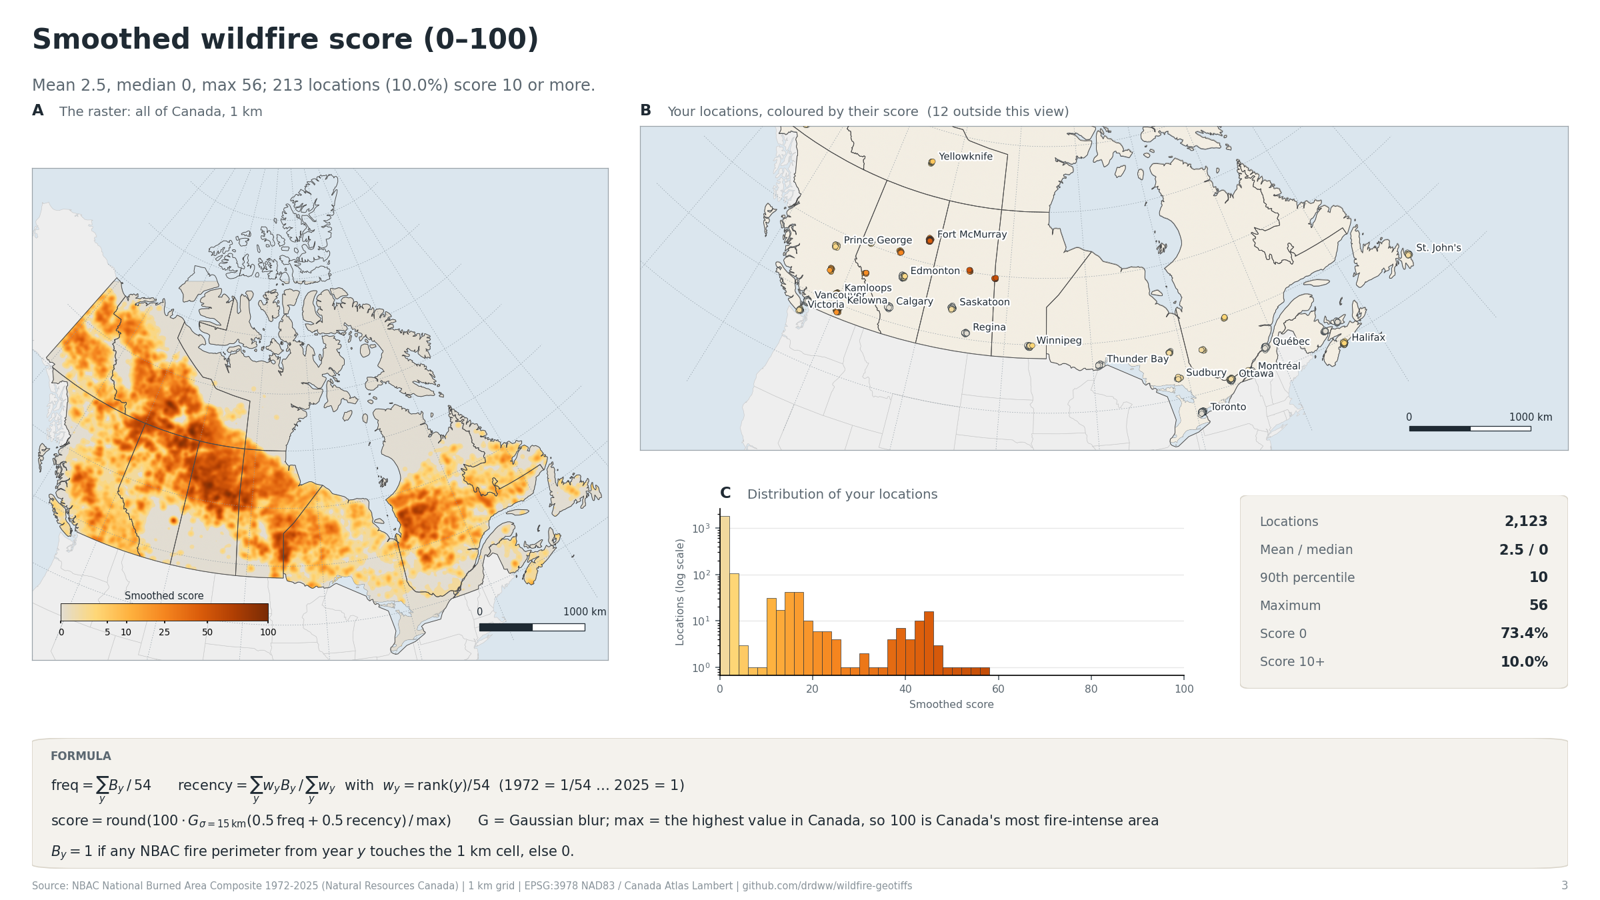 Smoothed wildfire score (0–100)
Mean 2.5, median 0, max 56; 213 locations (10.0%) score 10 or more.
A The raster: all of Canada, 1 km
Smoothed score
0 5 10 25 50 100
0 1000 km
B Your locations, coloured by their score (12 outside this view)
Yellowknife
Prince George
Fort McMurray
St. John's
Edmonton
Kamloops
Vancouver
Victoria
Kelowna
Calgary
Saskatoon
Regina
Winnipeg
Québec
Halifax
Thunder Bay
Montréal
Sudbury
Ottawa
Toronto
0 1000 km
C Distribution of your locations
Locations (log scale)
10³
10²
10¹
10⁰
0 20 40 60 80 100
Smoothed score
Locations 2,123
Mean / median 2.5 / 0
90th percentile 10
Maximum 56
Score 0 73.4%
Score 10+ 10.0%
FORMULA
freq = ∑_y B_y / 54 recency = ∑_y w_y B_y / ∑_y w_y with w_y = rank(y)/54 (1972 = 1/54 … 2025 = 1)
score = round(100 · G_{σ = 15 km}(0.5 freq + 0.5 recency) / max) G = Gaussian blur; max = the highest value in Canada, so 100 is Canada's most fire-intense area
B_y = 1 if any NBAC fire perimeter from year y touches the 1 km cell, else 0.
Source: NBAC National Burned Area Composite 1972-2025 (Natural Resources Canada) | 1 km grid | EPSG:3978 NAD83 / Canada Atlas Lambert | github.com/drdww/wildfire-geotiffs
3